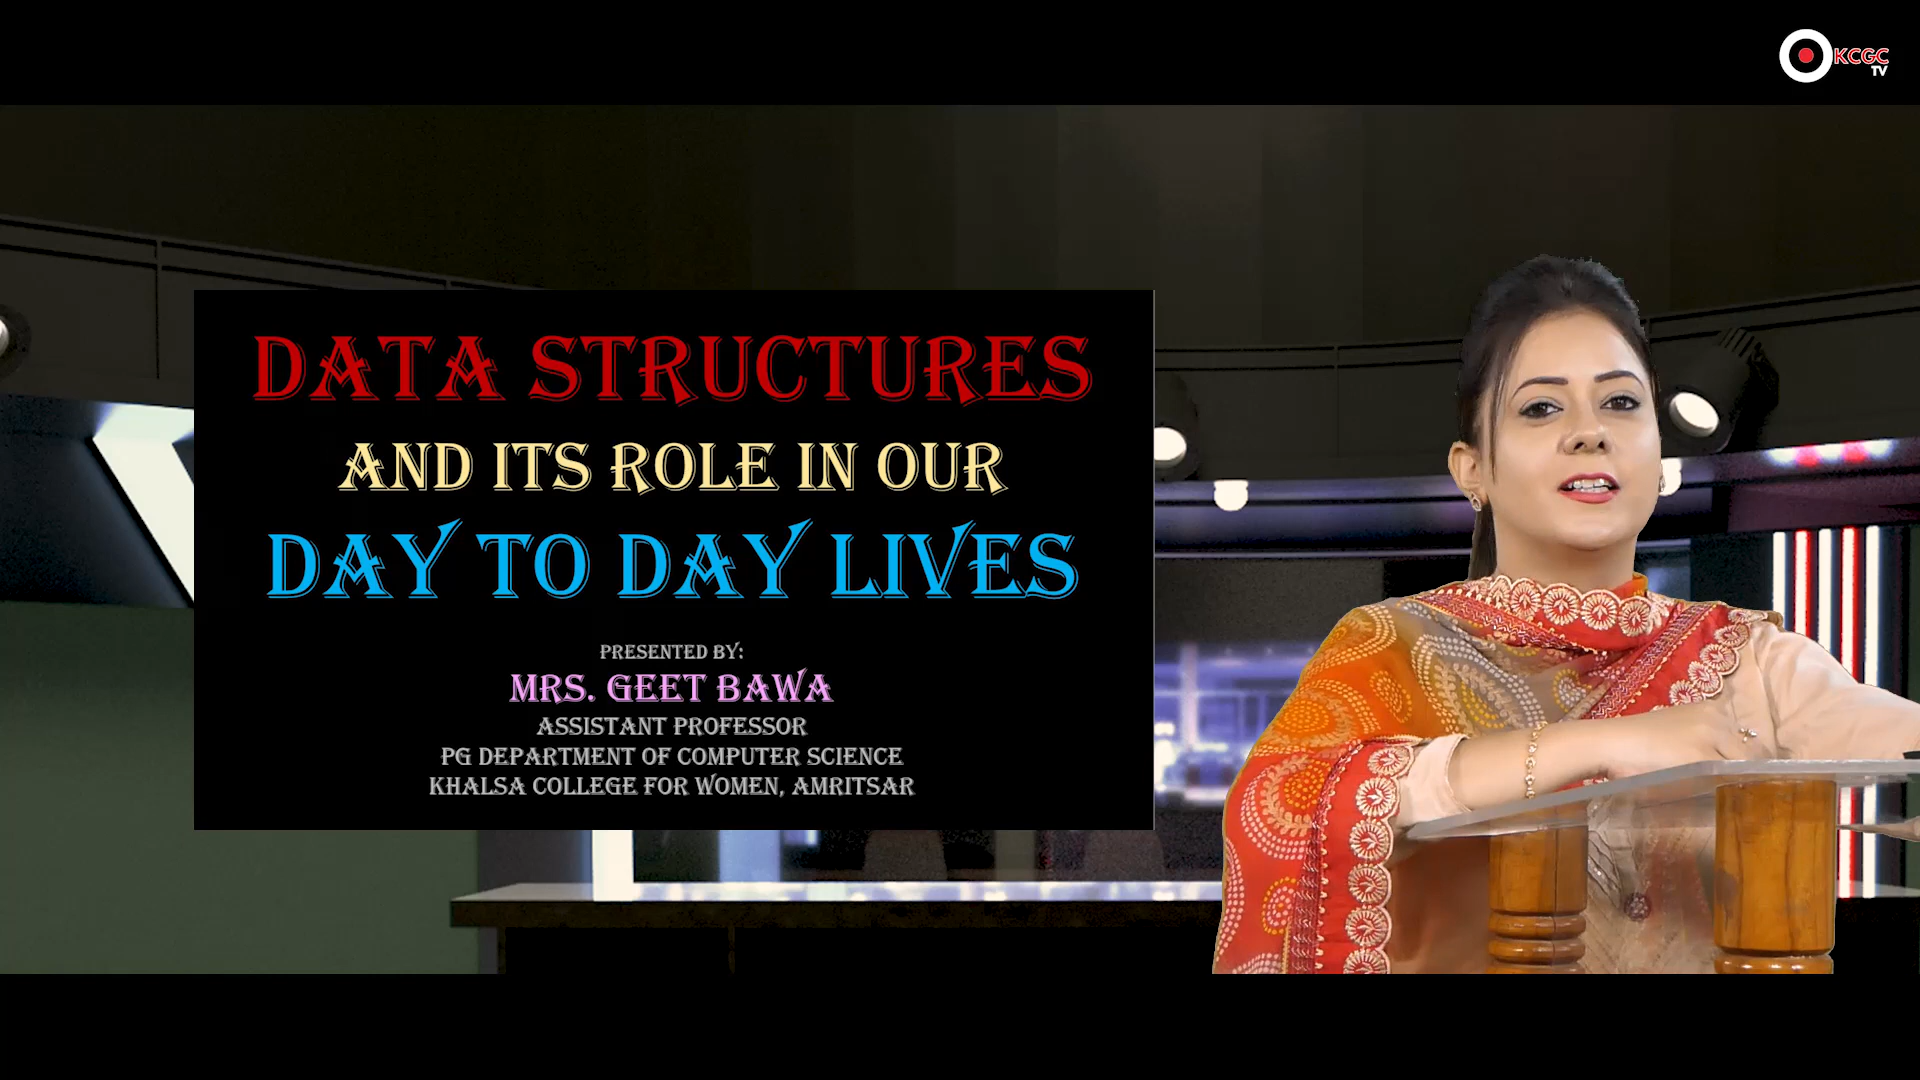 KCGC
TV
DATA STRUCTURES
AND ITS ROLE IN OUR
DAY TO DAY LIVES
PRESENTED BY:
MRS. GEET BAWA
ASSISTANT PROFESSOR
PG DEPARTMENT OF COMPUTER SCIENCE
KHALSA COLLEGE FOR WOMEN, AMRITSAR